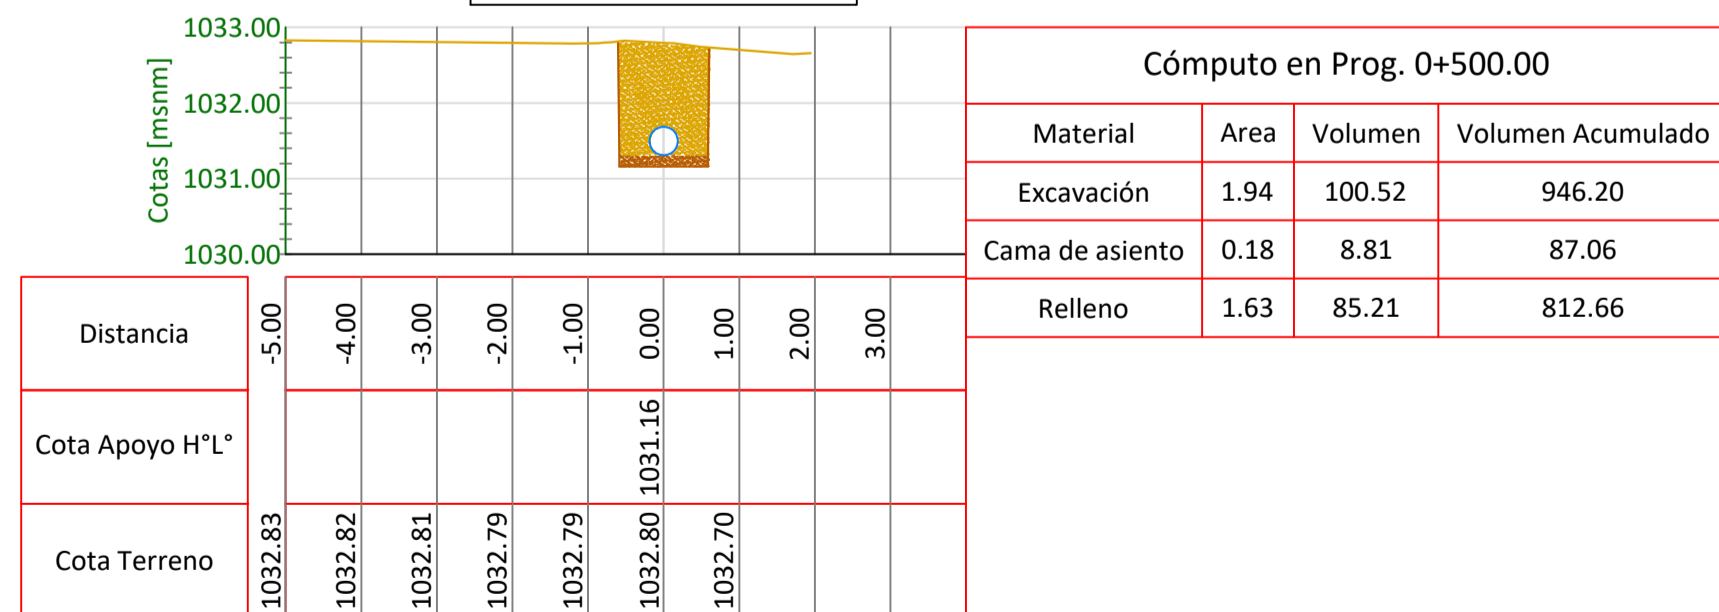 1033.00
1032.00
1031.00
1030.00
Cotas [msnm]
Cómputo en Prog. 0+500.00
Material Area Volumen Volumen Acumulado
Excavación 1.94 100.52 946.20
Cama de asiento 0.18 8.81 87.06
Relleno 1.63 85.21 812.66
Distancia -5.00 -4.00 -3.00 -2.00 -1.00 0.00 1.00 2.00 3.00
Cota Apoyo H°L° 1031.16
Cota Terreno 1032.83 1032.82 1032.81 1032.79 1032.79 1032.80 1032.70